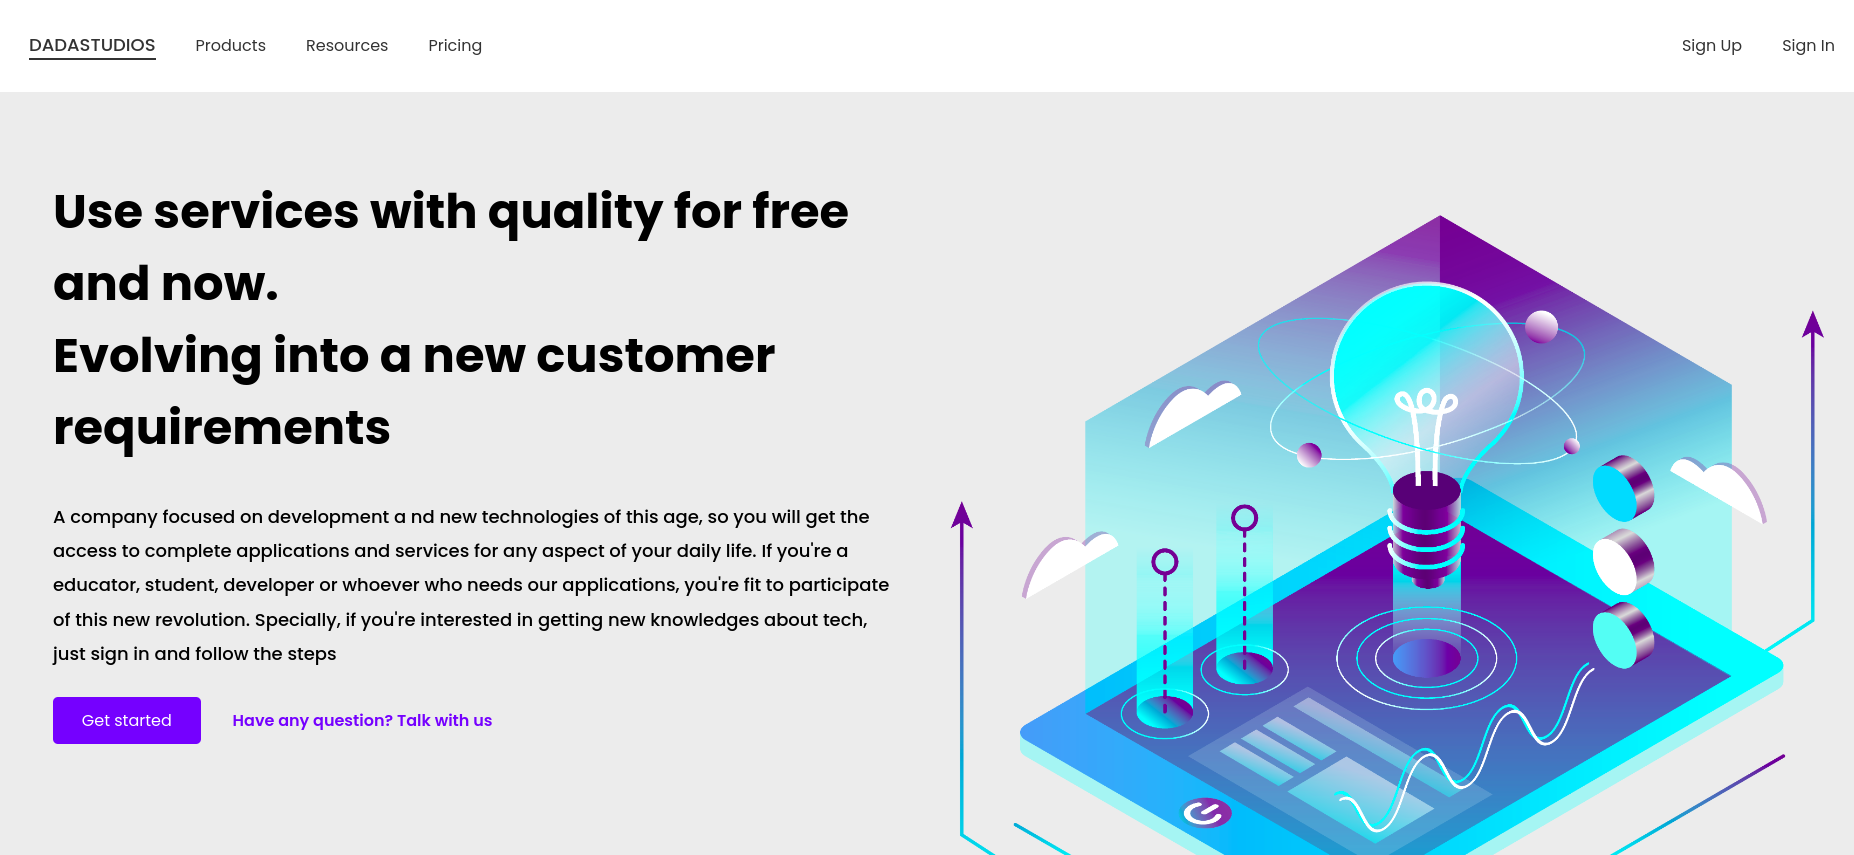 DADASTUDIOS Products Resources Pricing Sign Up Sign In
Use services with quality for free
and now.
Evolving into a new customer
requirements
A company focused on development a nd new technologies of this age, so you will get the
access to complete applications and services for any aspect of your daily life. If you're a
educator, student, developer or whoever who needs our applications, you're fit to participate
of this new revolution. Specially, if you're interested in getting new knowledges about tech,
just sign in and follow the steps
Get started Have any question? Talk with us